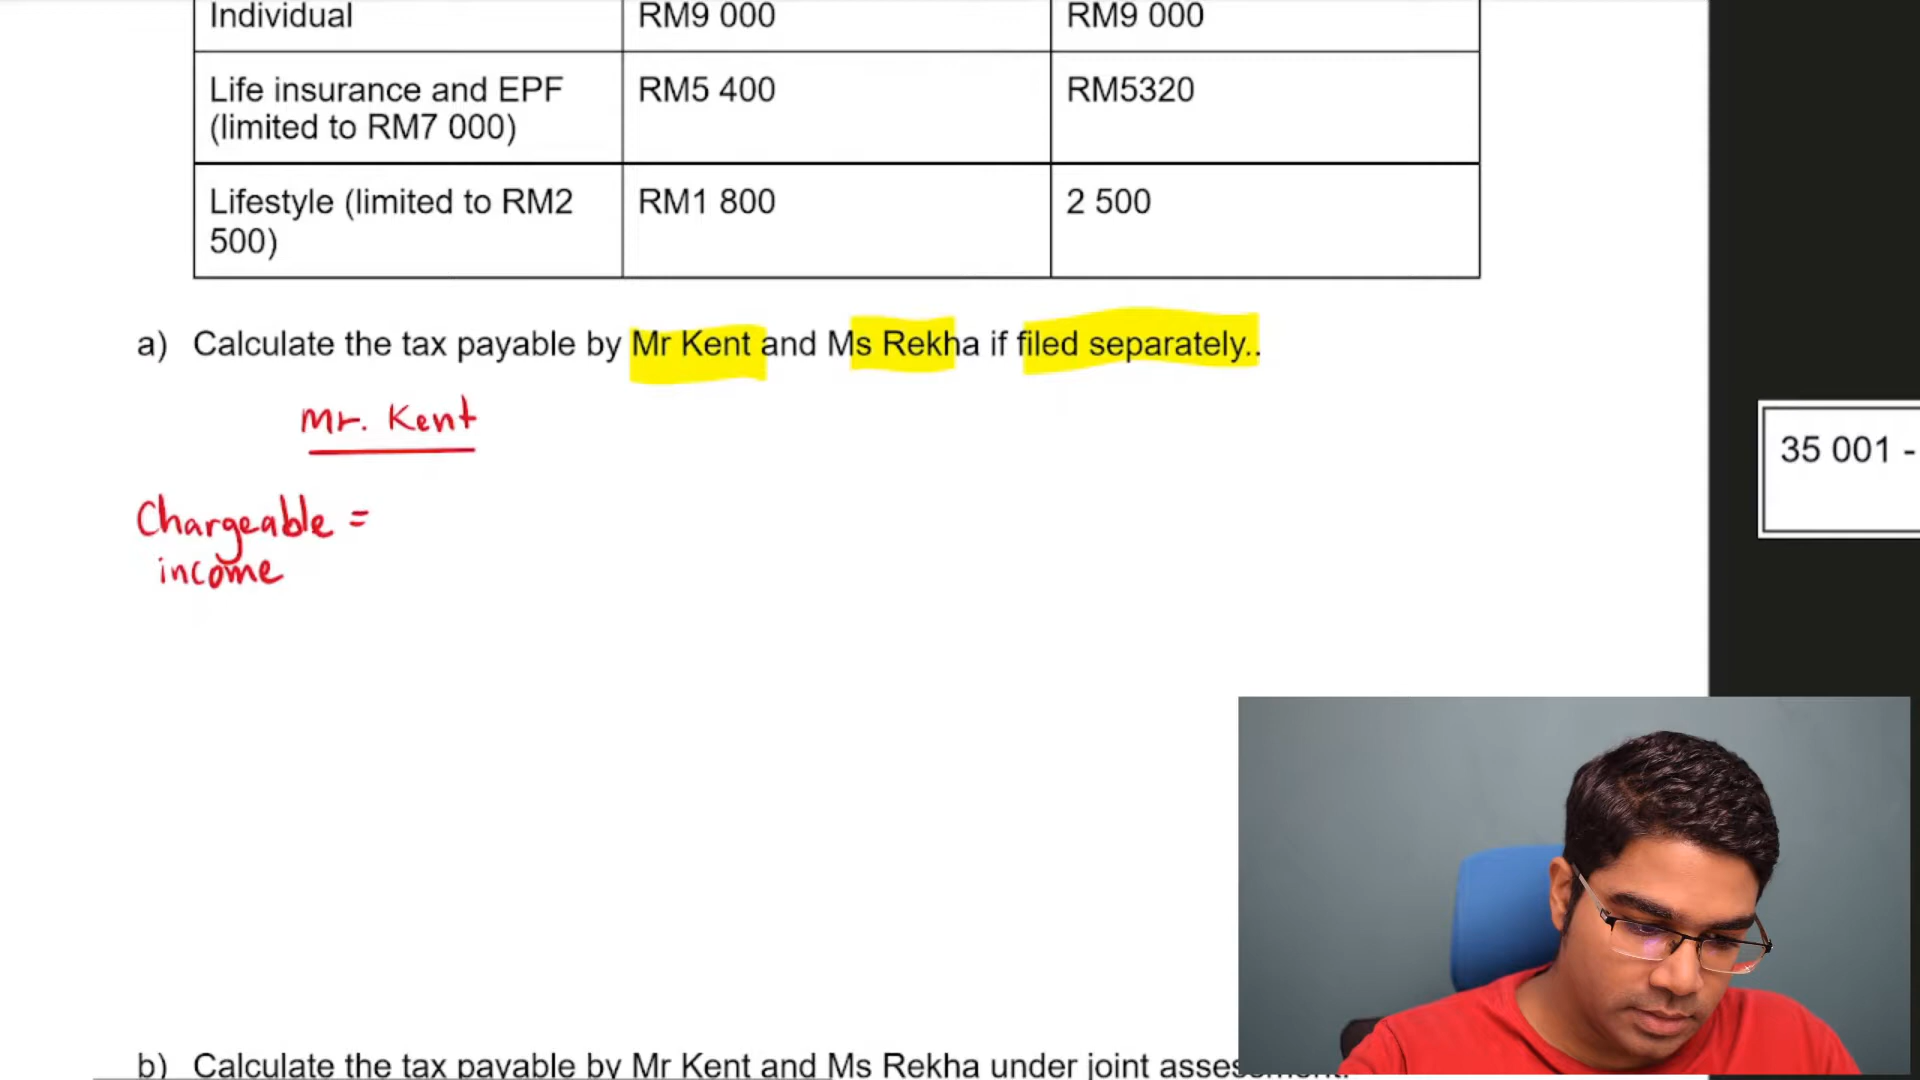 Individual RM9 000 RM9 000
Life insurance and EPF RM5 400 RM5320
(limited to RM7 000)
Lifestyle (limited to RM2 RM1 800 2 500
500)
a) Calculate the tax payable by Mr Kent and Ms Rekha if filed separately..
Mr. Kent
35 001 -
Chargeable =
income
b) Calculate the tax payable by Mr Kent and Ms Rekha under joint assessment.